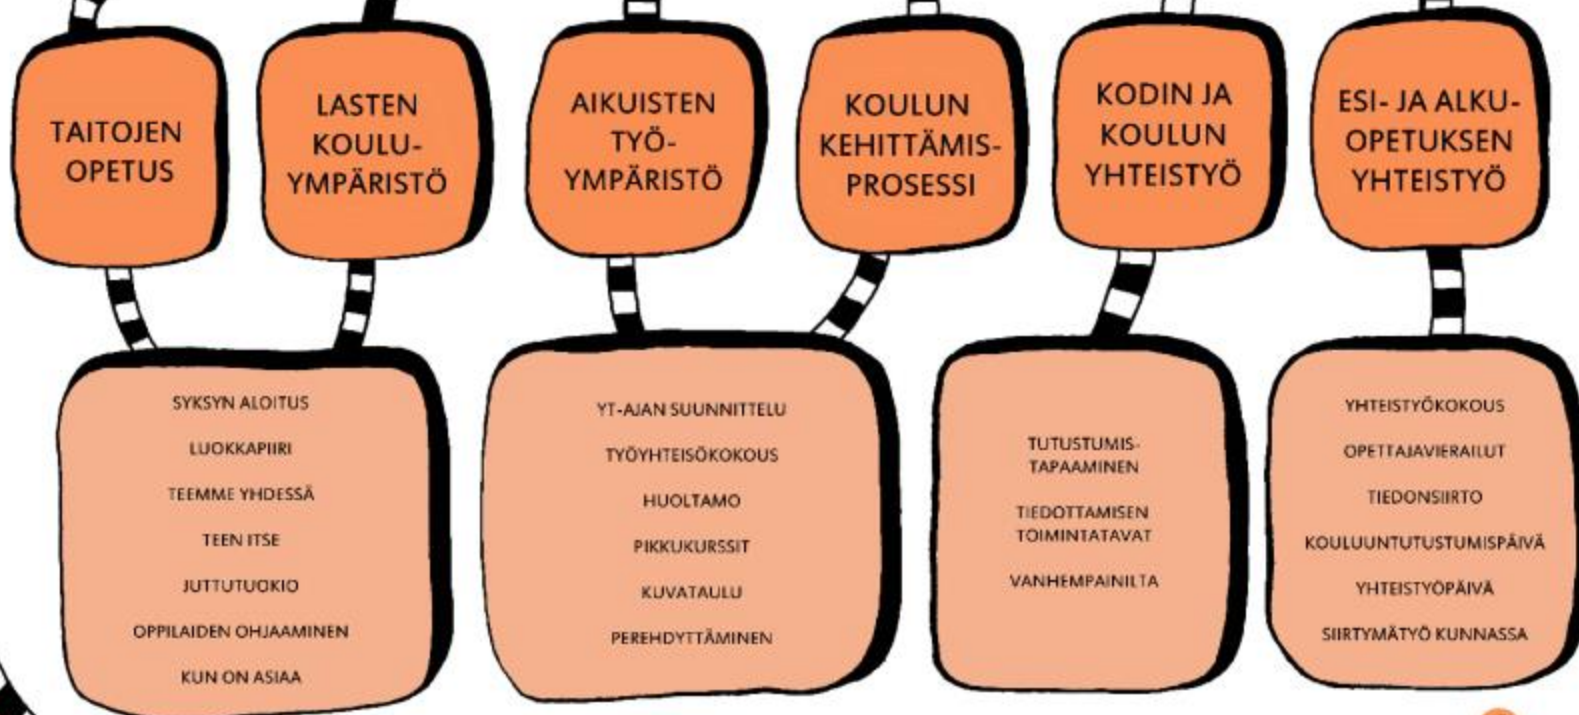 TAITOJEN
OPETUS
LASTEN
KOULU-
YMPÄRISTÖ
AIKUISTEN
TYÖ-
YMPÄRISTÖ
KOULUN
KEHITTÄMIS-
PROSESSI
KODIN JA
KOULUN
YHTEISTYÖ
ESI- JA ALKU-
OPETUKSEN
YHTEISTYÖ
SYKSYN ALOITUS
LUOKKAPIIRI
TEEMME YHDESSÄ
TEEN ITSE
JUTTUTUOKIO
OPPILAIDEN OHJAAMINEN
KUN ON ASIAA
YT-AJAN SUUNNITTELU
TYÖYHTEISÖKOKOUS
HUOLTAMO
PIKKUKURSSIT
KUVATAULU
PEREHDYTTÄMINEN
TUTUSTUMIS-
TAPAAMINEN
TIEDOTTAMISEN
TOIMINTATAVAT
VANHEMPAINILTA
YHTEISTYÖKOKOUS
OPETTAJAVIERAILUT
TIEDONSIIRTO
KOULUUNTUTUSTUMISPÄIVÄ
YHTEISTYÖPÄIVÄ
SIIRTYMÄTYÖ KUNNASSA